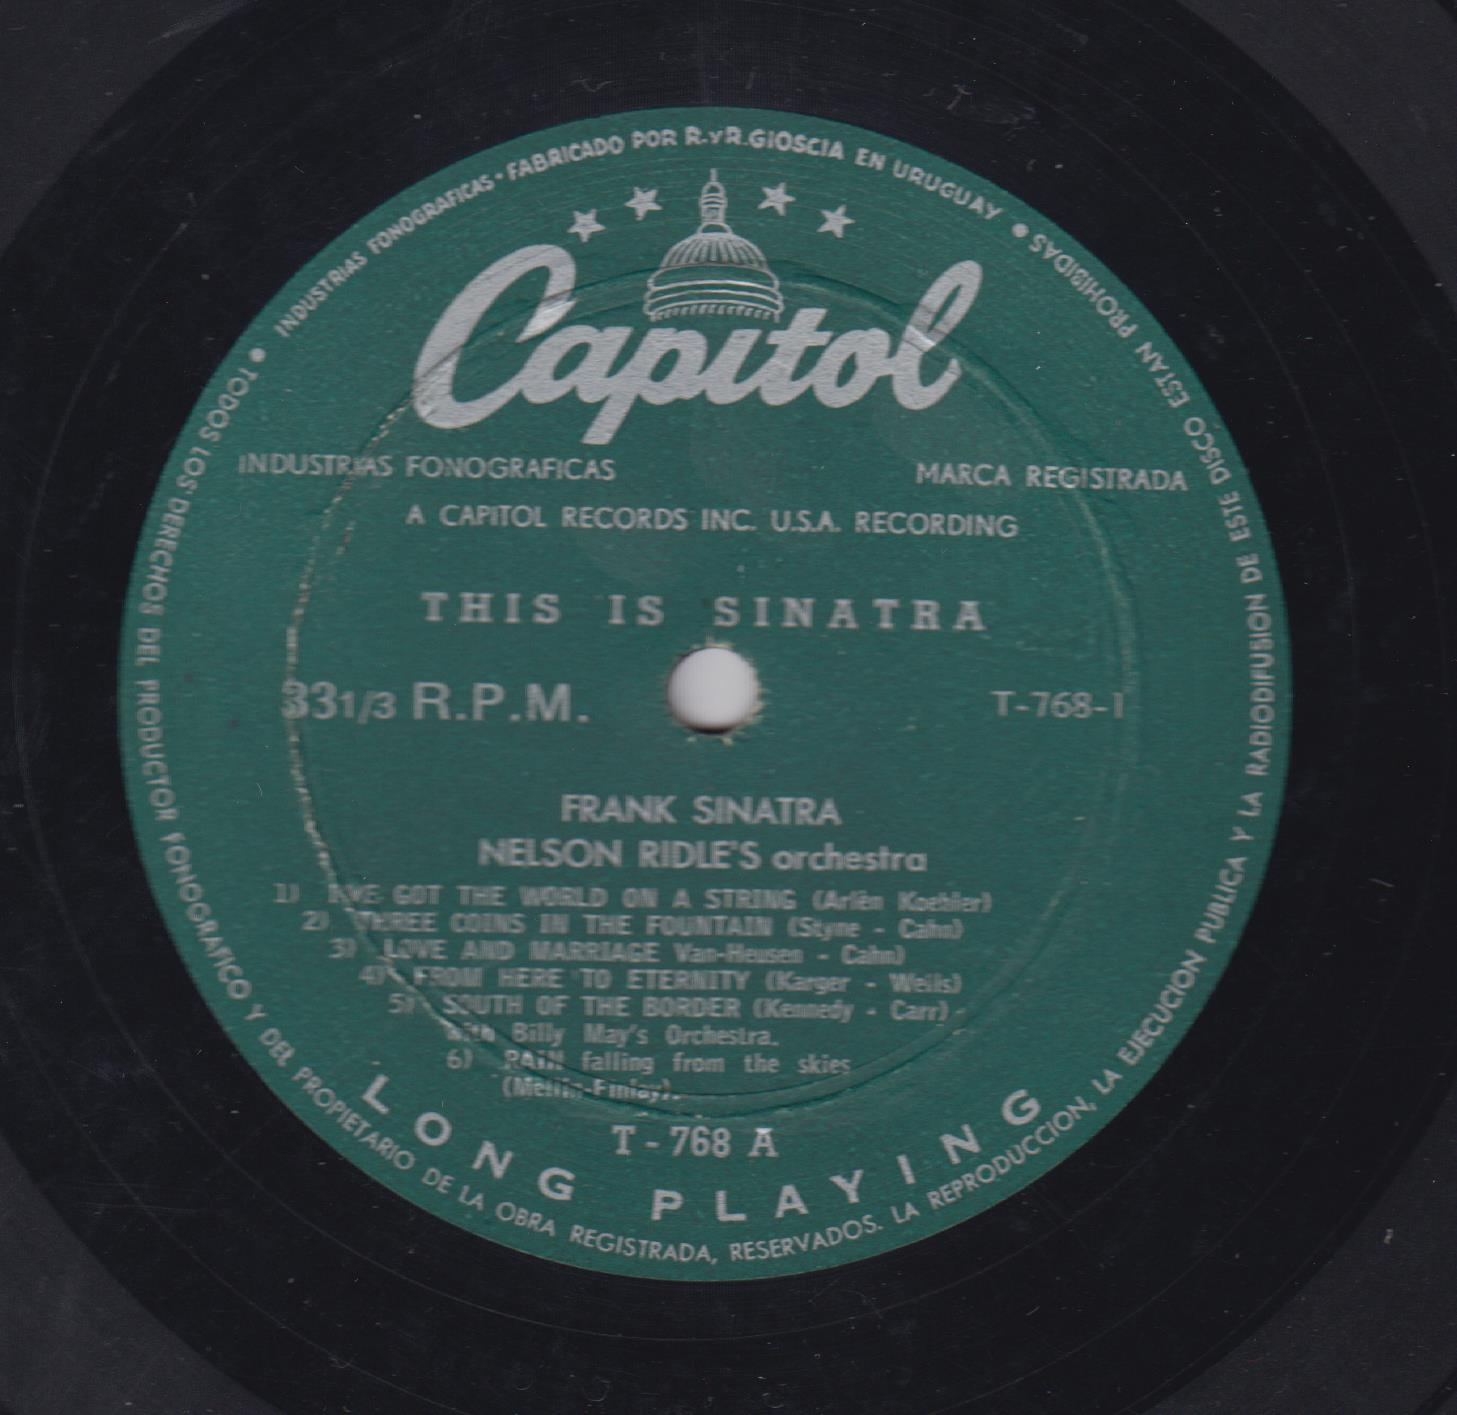 INDUSTRIAS FONOGRAFICAS • FABRICADO POR R. y R. GIOSCIA EN URUGUAY •
Capitol
INDUSTRIAS FONOGRAFICAS MARCA REGISTRADA
A CAPITOL RECORDS INC. U.S.A. RECORDING
THIS IS SINATRA
33 1/3 R.P.M. T-768-1
FRANK SINATRA
NELSON RIDLE'S orchestra
1) I'VE GOT THE WORLD ON A STRING (Arlen Koehler)
2) THREE COINS IN THE FOUNTAIN (Styne - Cahn)
3) LOVE AND MARRIAGE Van-Heusen - Cahn)
4) FROM HERE TO ETERNITY (Karger - Wells)
5) SOUTH OF THE BORDER (Kennedy - Carr)
with Billy May's Orchestra.
6) RAIN falling from the skies
(Mellin-Finlay).
T - 768 A
LONG PLAYING
• TODOS LOS DERECHOS DEL PRODUCTOR FONOGRAFICO Y DEL PROPIETARIO DE LA OBRA REGISTRADA, RESERVADOS. LA REPRODUCCION, LA EJECUCION PUBLICA Y LA RADIODIFUSION DE ESTE DISCO ESTAN PROHIBIDAS